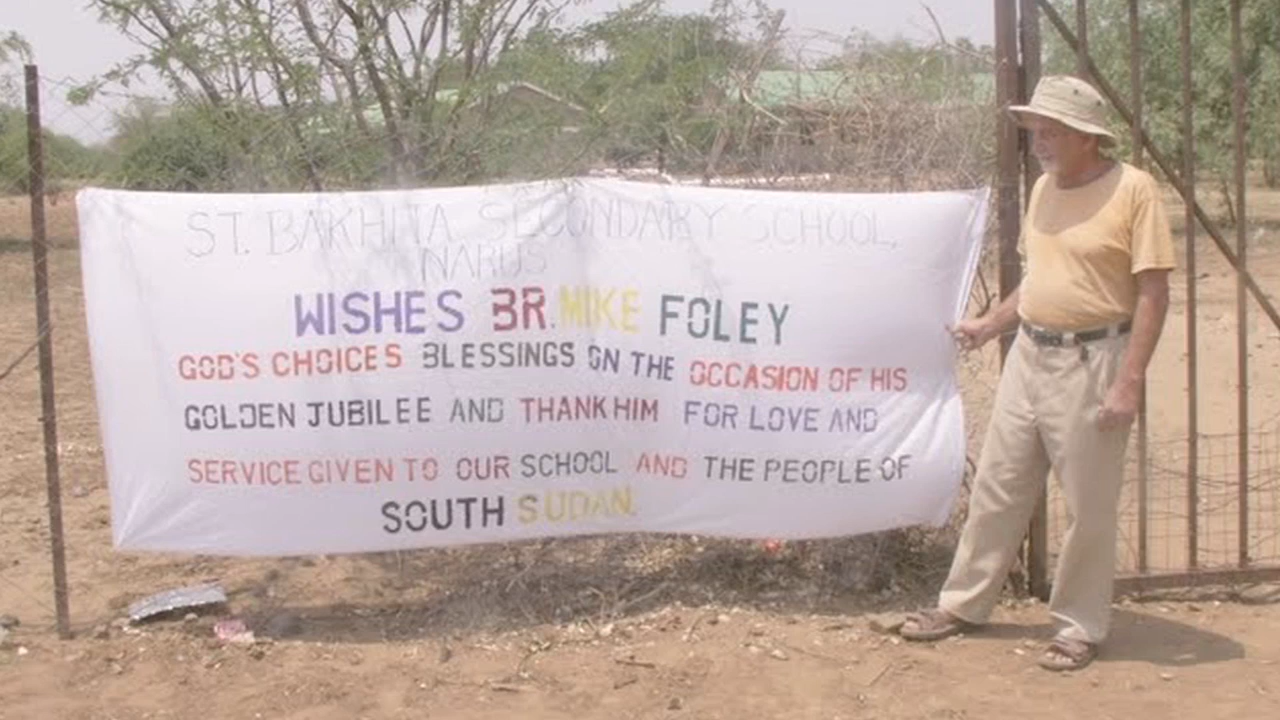 ST. BAKHITA SECONDARY SCHOOL,
NARUS
WISHES BR. MIKE FOLEY
GOD'S CHOICES BLESSINGS ON THE OCCASION OF HIS
GOLDEN JUBILEE AND THANK HIM FOR LOVE AND
SERVICE GIVEN TO OUR SCHOOL AND THE PEOPLE OF
SOUTH SUDAN.